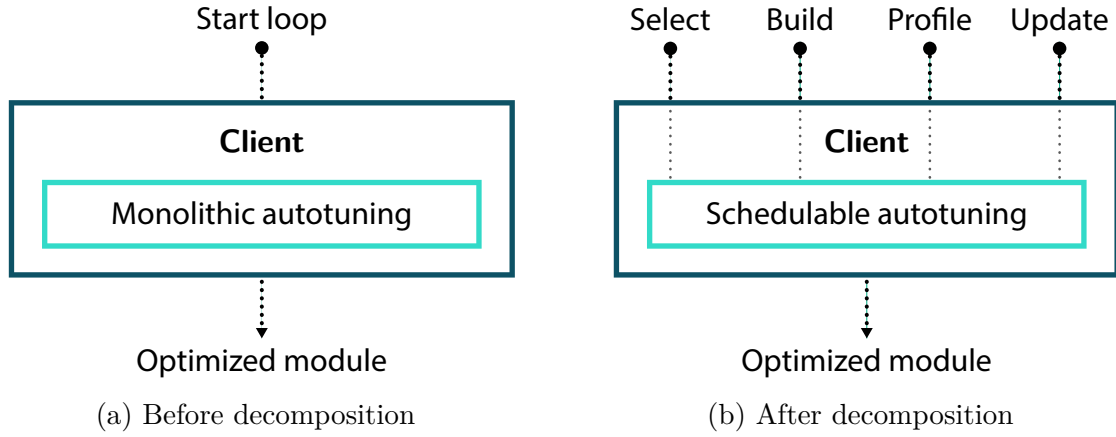 Start loop
Client
Monolithic autotuning
Optimized module
(a) Before decomposition
Select Build Profile Update
Client
Schedulable autotuning
Optimized module
(b) After decomposition